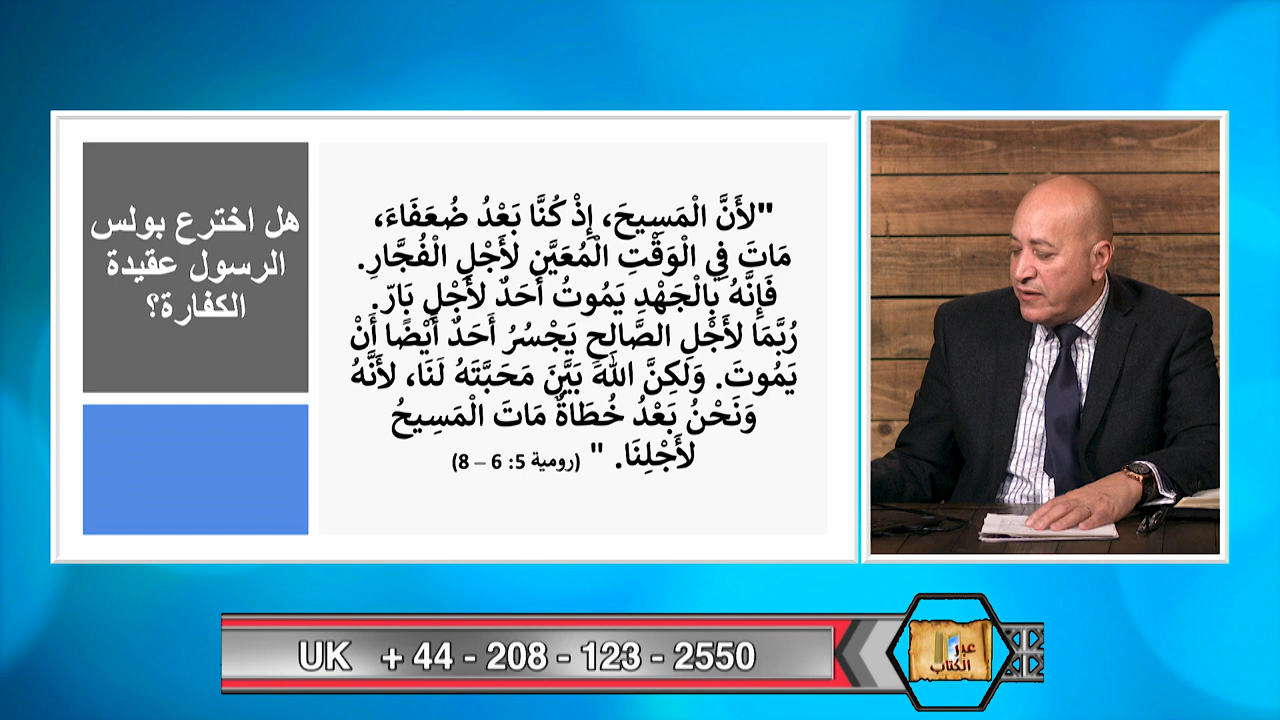 هل اخترع بولس
الرسول عقيدة
الكفارة؟
"لأَنَّ الْمَسِيحَ، إِذْ كُنَّا بَعْدُ ضُعَفَاءَ،
مَاتَ فِي الْوَقْتِ الْمُعَيَّنِ لأَجْلِ الْفُجَّارِ.
فَإِنَّهُ بِالْجَهْدِ يَمُوتُ أَحَدٌ لأَجْلِ بَارّ.
رُبَّمَا لأَجْلِ الصَّالِحِ يَجْسُرُ أَحَدٌ أَيْضًا أَنْ
يَمُوتَ. وَلكِنَّ اللهَ بَيَّنَ مَحَبَّتَهُ لَنَا، لأَنَّهُ
وَنَحْنُ بَعْدُ خُطَاةٌ مَاتَ الْمَسِيحُ
لأَجْلِنَا. " (رومية 5: 6 – 8)
UK + 44 - 208 - 123 - 2550
عبر
الكتاب